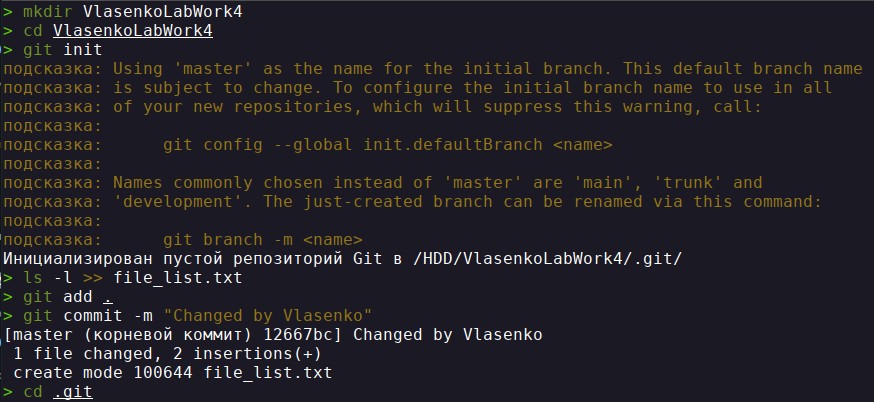 > mkdir VlasenkoLabWork4
> cd VlasenkoLabWork4
> git init
подсказка: Using 'master' as the name for the initial branch. This default branch name
подсказка: is subject to change. To configure the initial branch name to use in all
подсказка: of your new repositories, which will suppress this warning, call:
подсказка:
подсказка:      git config --global init.defaultBranch <name>
подсказка:
подсказка: Names commonly chosen instead of 'master' are 'main', 'trunk' and
подсказка: 'development'. The just-created branch can be renamed via this command:
подсказка:
подсказка:      git branch -m <name>
Инициализирован пустой репозиторий Git в /HDD/VlasenkoLabWork4/.git/
> ls -l >> file_list.txt
> git add .
> git commit -m "Changed by Vlasenko"
[master (корневой коммит) 12667bc] Changed by Vlasenko
 1 file changed, 2 insertions(+)
 create mode 100644 file_list.txt
> cd .git